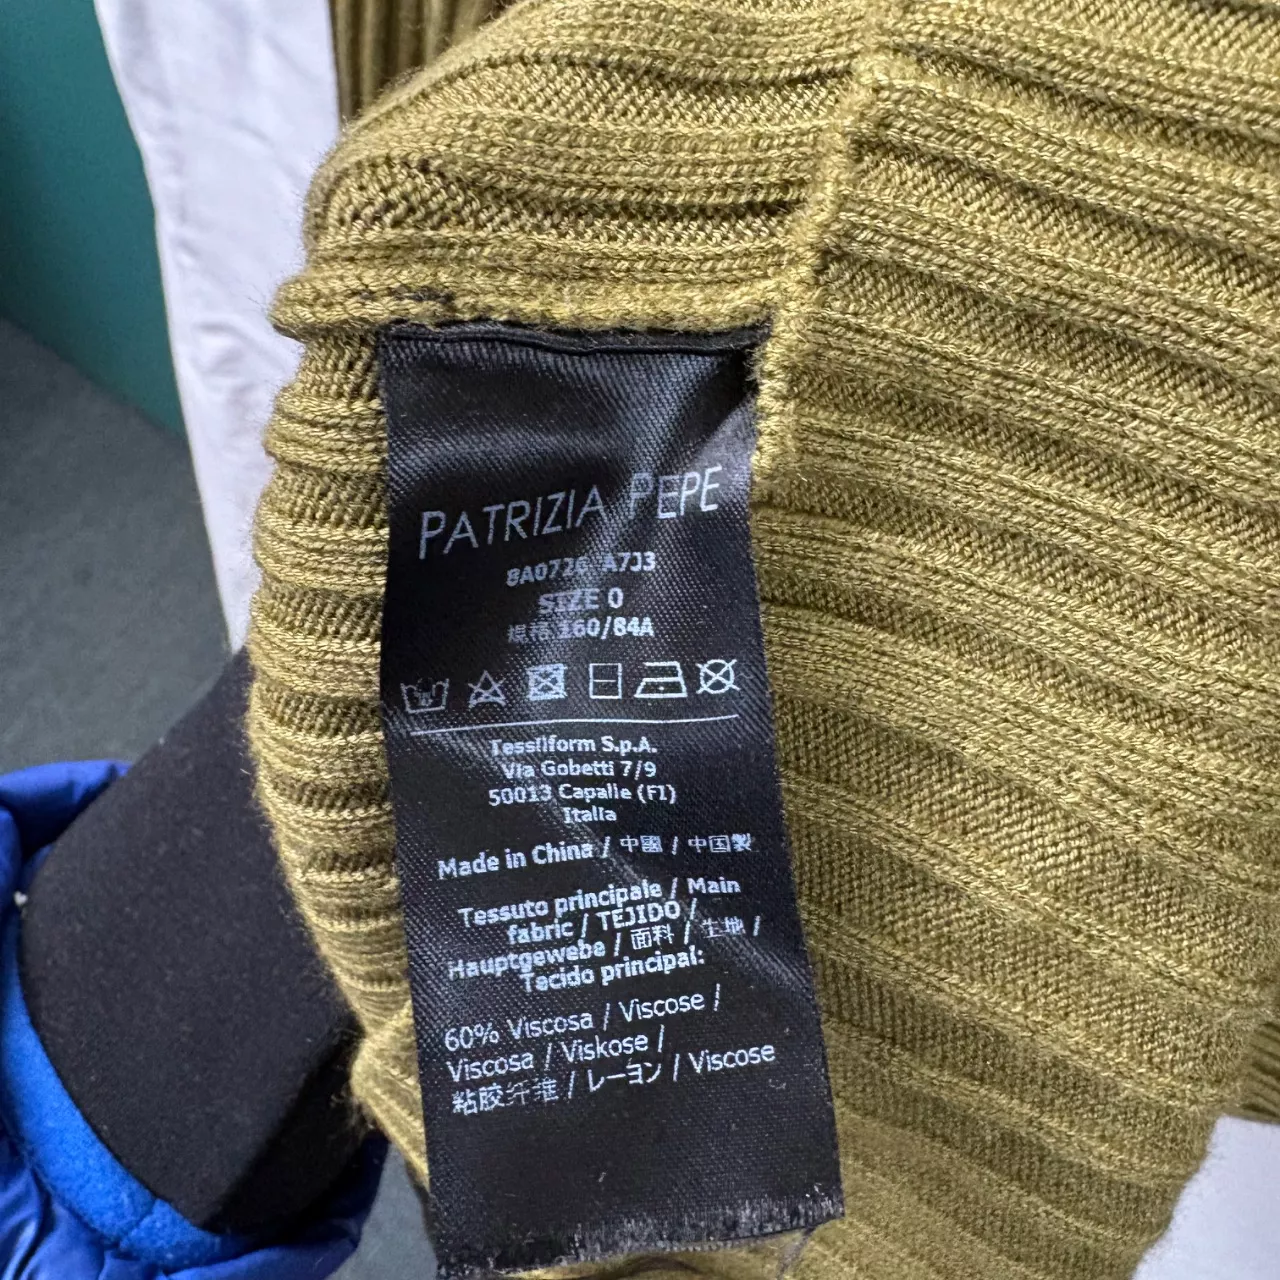 PATRIZIA PEPE
8A0726 A7J3
SIZE 0
規格 160/84A
Tessilform S.p.A.
Via Gobetti 7/9
50013 Capalle (FI)
Italia
Made in China / 中國 / 中国製
Tessuto principale / Main
fabric / TEJIDO /
Hauptgewebe / 面料 / 生地 /
Tecido principal:
60% Viscosa / Viscose /
Viscosa / Viskose /
粘胶纤维 / レーヨン / Viscose